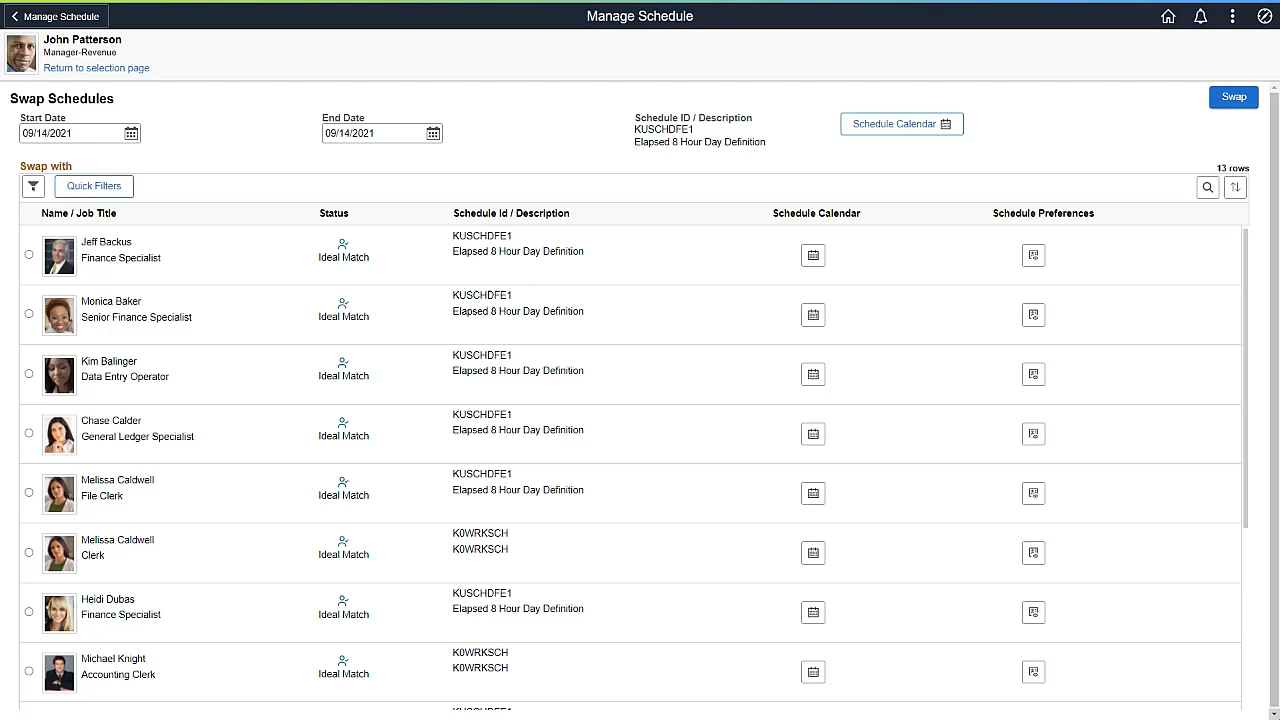 Manage Schedule
Manage Schedule
John Patterson
Manager-Revenue
Return to selection page
Swap Schedules
Swap
Start Date
09/14/2021
End Date
09/14/2021
Schedule ID / Description
KUSCHDFE1
Elapsed 8 Hour Day Definition
Schedule Calendar
Swap with
13 rows
Quick Filters
Name / Job Title
Status
Schedule Id / Description
Schedule Calendar
Schedule Preferences
Jeff Backus
Finance Specialist
Ideal Match
KUSCHDFE1
Elapsed 8 Hour Day Definition
Monica Baker
Senior Finance Specialist
Ideal Match
KUSCHDFE1
Elapsed 8 Hour Day Definition
Kim Balinger
Data Entry Operator
Ideal Match
KUSCHDFE1
Elapsed 8 Hour Day Definition
Chase Calder
General Ledger Specialist
Ideal Match
KUSCHDFE1
Elapsed 8 Hour Day Definition
Melissa Caldwell
File Clerk
Ideal Match
KUSCHDFE1
Elapsed 8 Hour Day Definition
Melissa Caldwell
Clerk
Ideal Match
K0WRKSCH
K0WRKSCH
Heidi Dubas
Finance Specialist
Ideal Match
KUSCHDFE1
Elapsed 8 Hour Day Definition
Michael Knight
Accounting Clerk
Ideal Match
K0WRKSCH
K0WRKSCH